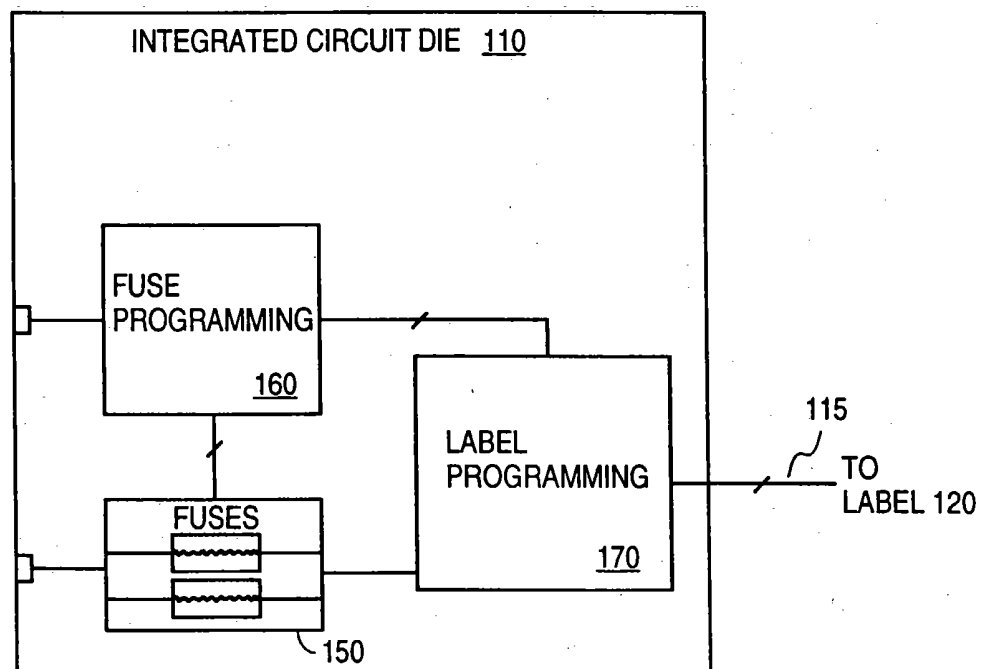 INTEGRATED CIRCUIT DIE 110
FUSE
PROGRAMMING
160
LABEL
PROGRAMMING
170
115
TO
LABEL 120
FUSES
150